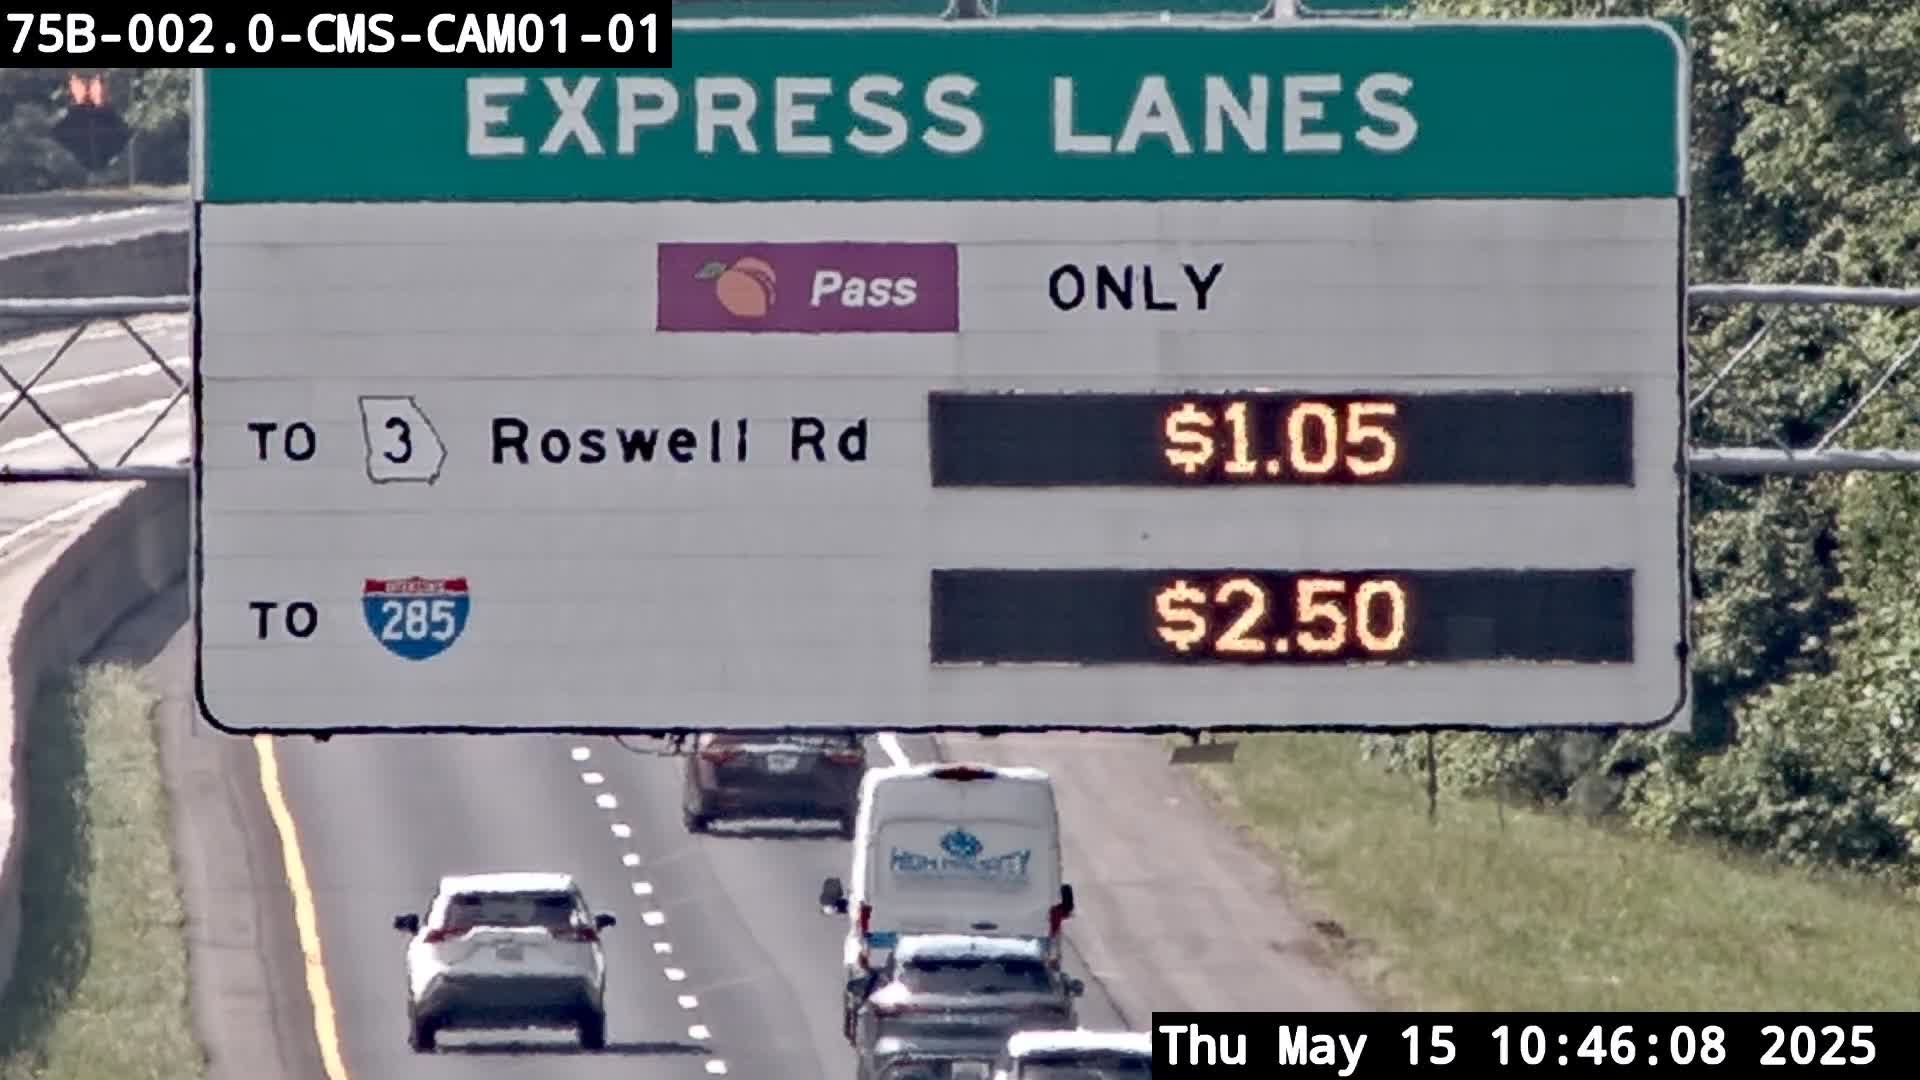 75B-002.0-CMS-CAM01-01
EXPRESS LANES
Pass ONLY
TO 3 Roswell Rd $1.05
TO 285 $2.50
Thu May 15 10:46:08 2025